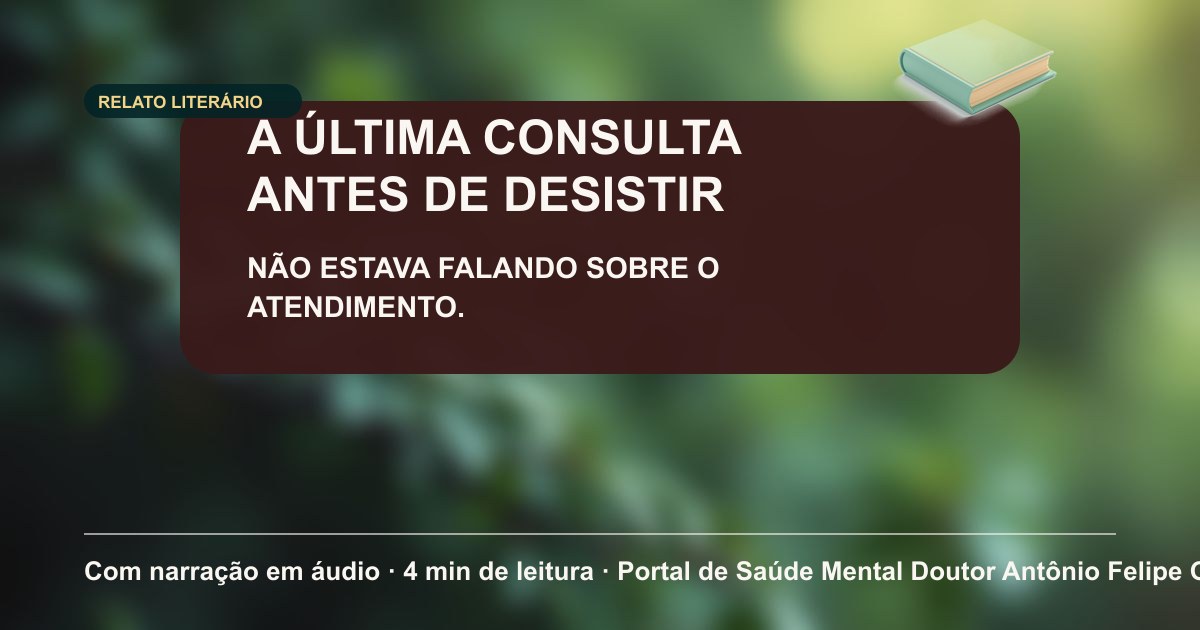 RELATO LITERÁRIO
A ÚLTIMA CONSULTA
ANTES DE DESISTIR
NÃO ESTAVA FALANDO SOBRE O
ATENDIMENTO.
Com narração em áudio · 4 min de leitura · Portal de Saúde Mental Doutor Antônio Felipe